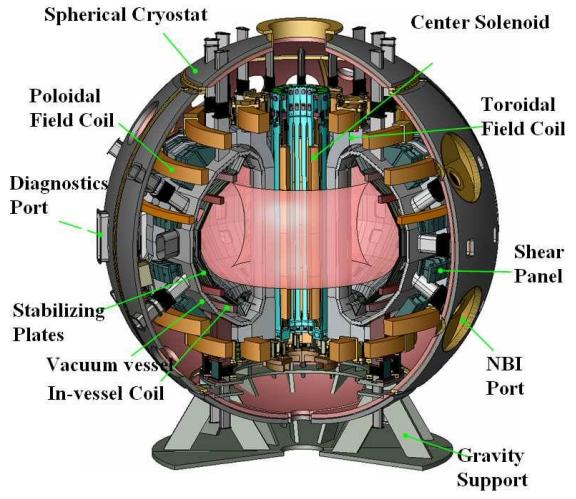 Spherical Cryostat
Center Solenoid
Poloidal
Field Coil
Toroidal
Field Coil
Diagnostics
Port
Shear
Panel
Stabilizing
Plates
Vacuum vessel
In-vessel Coil
NBI
Port
Gravity
Support